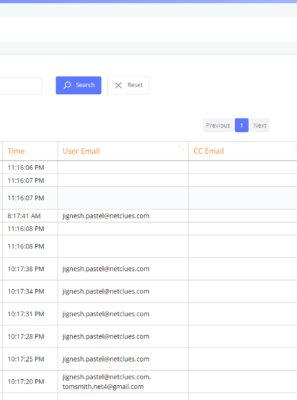 Search Reset
Previous 1 Next
Time User Email CC Email
11:16:06 PM
11:16:07 PM
11:16:07 PM
8:17:41 AM jignesh.pastel@netclues.com
11:16:08 PM
11:16:08 PM
10:17:38 PM jignesh.pastel@netclues.com
10:17:34 PM jignesh.pastel@netclues.com
10:17:31 PM jignesh.pastel@netclues.com
10:17:28 PM jignesh.pastel@netclues.com
10:17:25 PM jignesh.pastel@netclues.com
10:17:20 PM jignesh.pastel@netclues.com,
tomsmith.net4@gmail.com